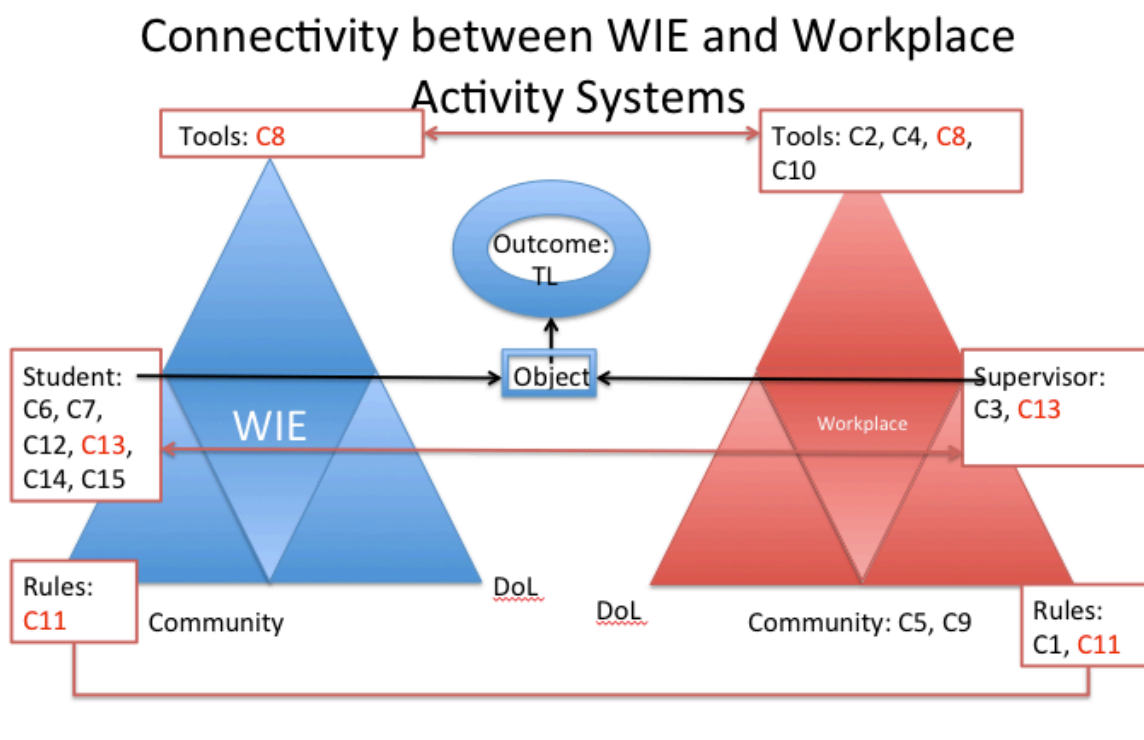 Connectivity between WIE and Workplace
Activity Systems
Tools: C8
Tools: C2, C4, C8,
C10
Outcome:
TL
Student:
C6, C7,
C12, C13,
C14, C15
Object
Supervisor:
C3, C13
WIE
Workplace
Rules:
C11
Community
DoL
DoL
Community: C5, C9
Rules:
C1, C11